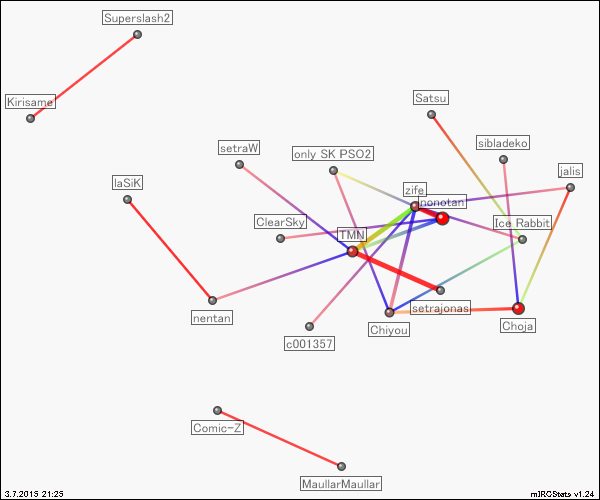 Superslash2
Kirisame
Satsu
sibladeko
setraW
only SK PSO2
jalis
laSiK
zife
nonotan
ClearSky
Ice Rabbit
TMN
setrajonas
nentan
Chiyou
Choja
c001357
Comic-Z
MaullarMaullar
3.7.2015 21:25
mIRCStats v1.24